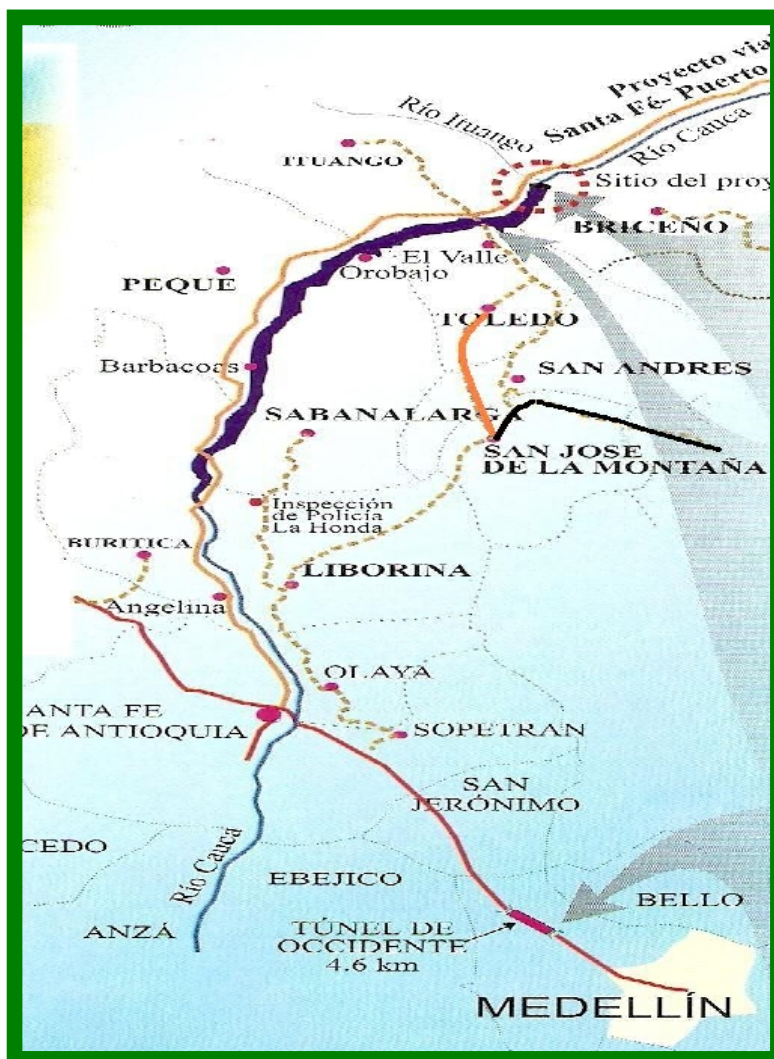 Proyecto via
Santa Fé- Puerto
Río Ituango
Río Cauca
ITUANGO
Sitio del proy
BRICEÑO
El Valle
Orobajo
PEQUE
TOLEDO
Barbacoas
SAN ANDRES
SABANALARGA
SAN JOSE
DE LA MONTAÑA
Inspección
de Policía
La Honda
BURITICA
LIBORINA
Angelina
OLAYA
ANTA FE
DE ANTIOQUIA
SOPETRAN
SAN
JERÓNIMO
CEDO
Río Cauca
EBEJICO
BELLO
ANZÁ
TÚNEL DE
OCCIDENTE
4.6 km
MEDELLÍN